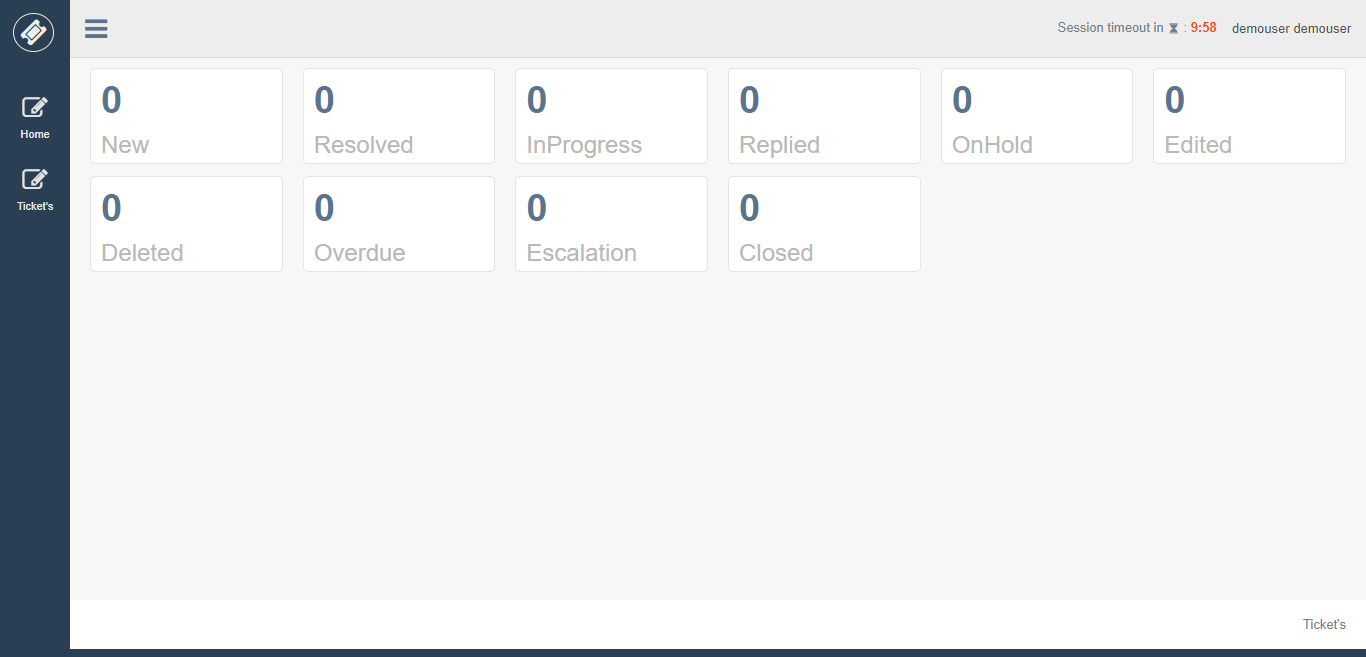 Session timeout in : 9:58 demouser demouser
Home
Ticket's
0 0 0 0 0 0
New Resolved InProgress Replied OnHold Edited
0 0 0 0
Deleted Overdue Escalation Closed
Ticket's